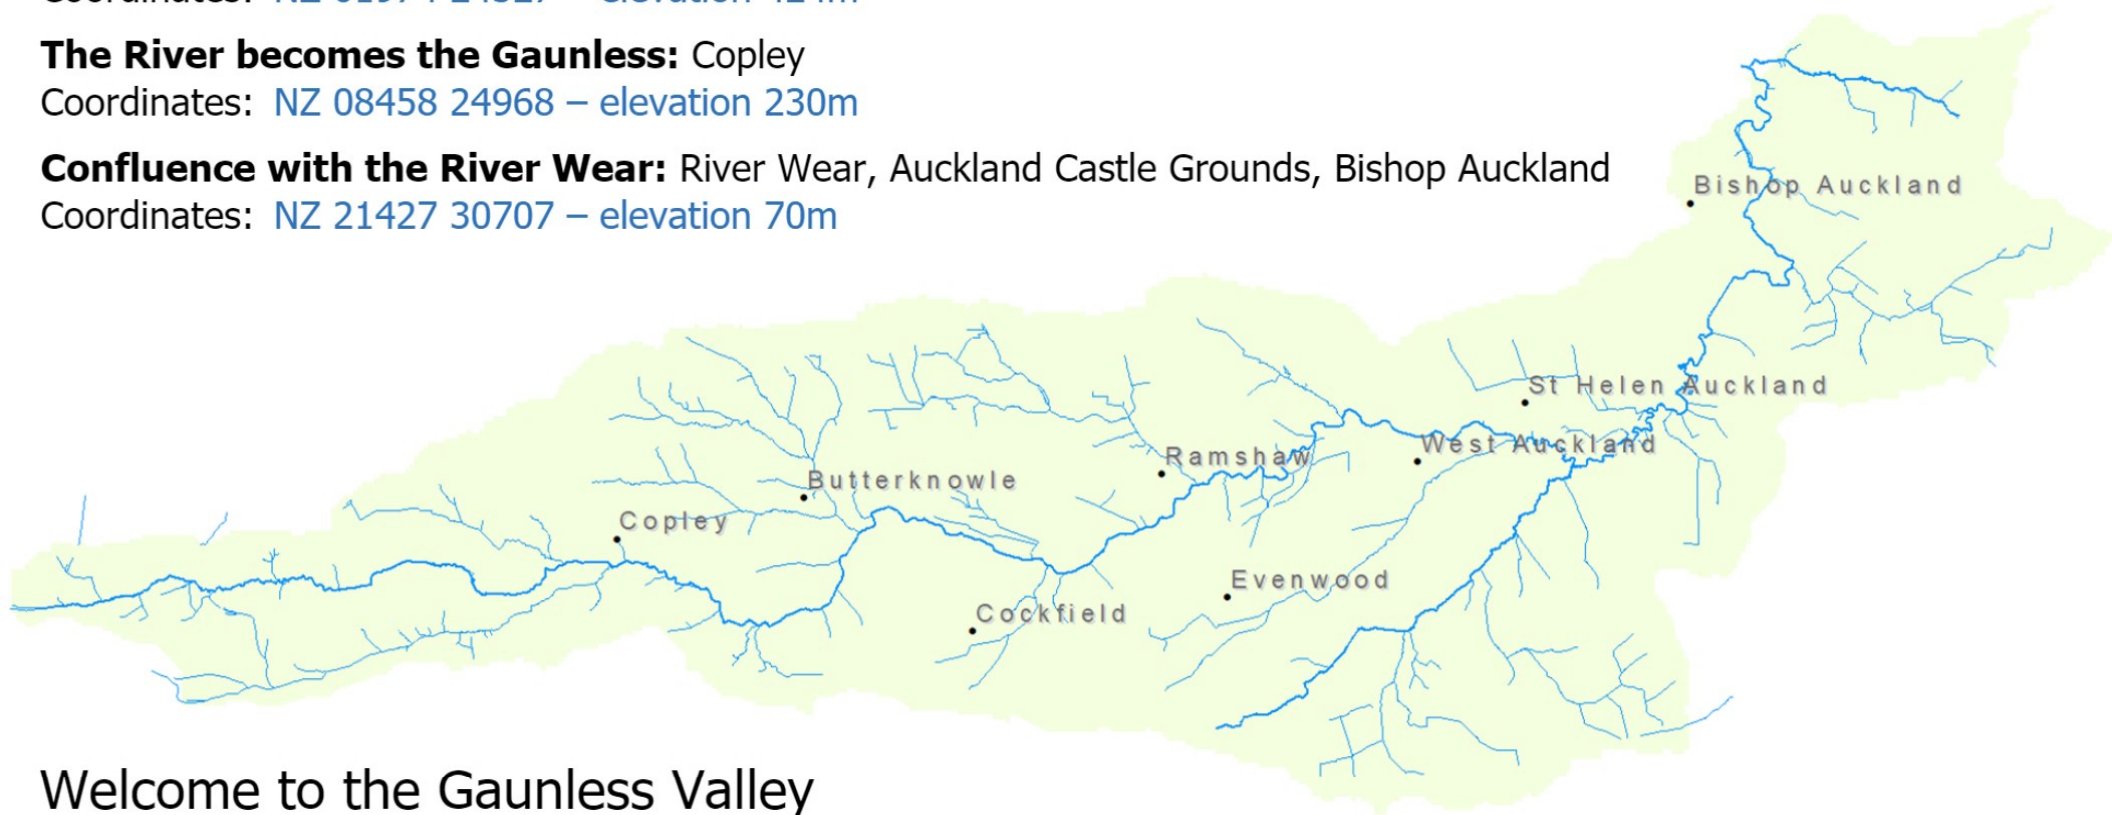 The River becomes the Gaunless: Copley
Coordinates: NZ 08458 24968 – elevation 230m
Confluence with the River Wear: River Wear, Auckland Castle Grounds, Bishop Auckland
Coordinates: NZ 21427 30707 – elevation 70m
Bishop Auckland
St Helen Auckland
West Auckland
Ramshaw
Butterknowle
Copley
Evenwood
Cockfield
Welcome to the Gaunless Valley